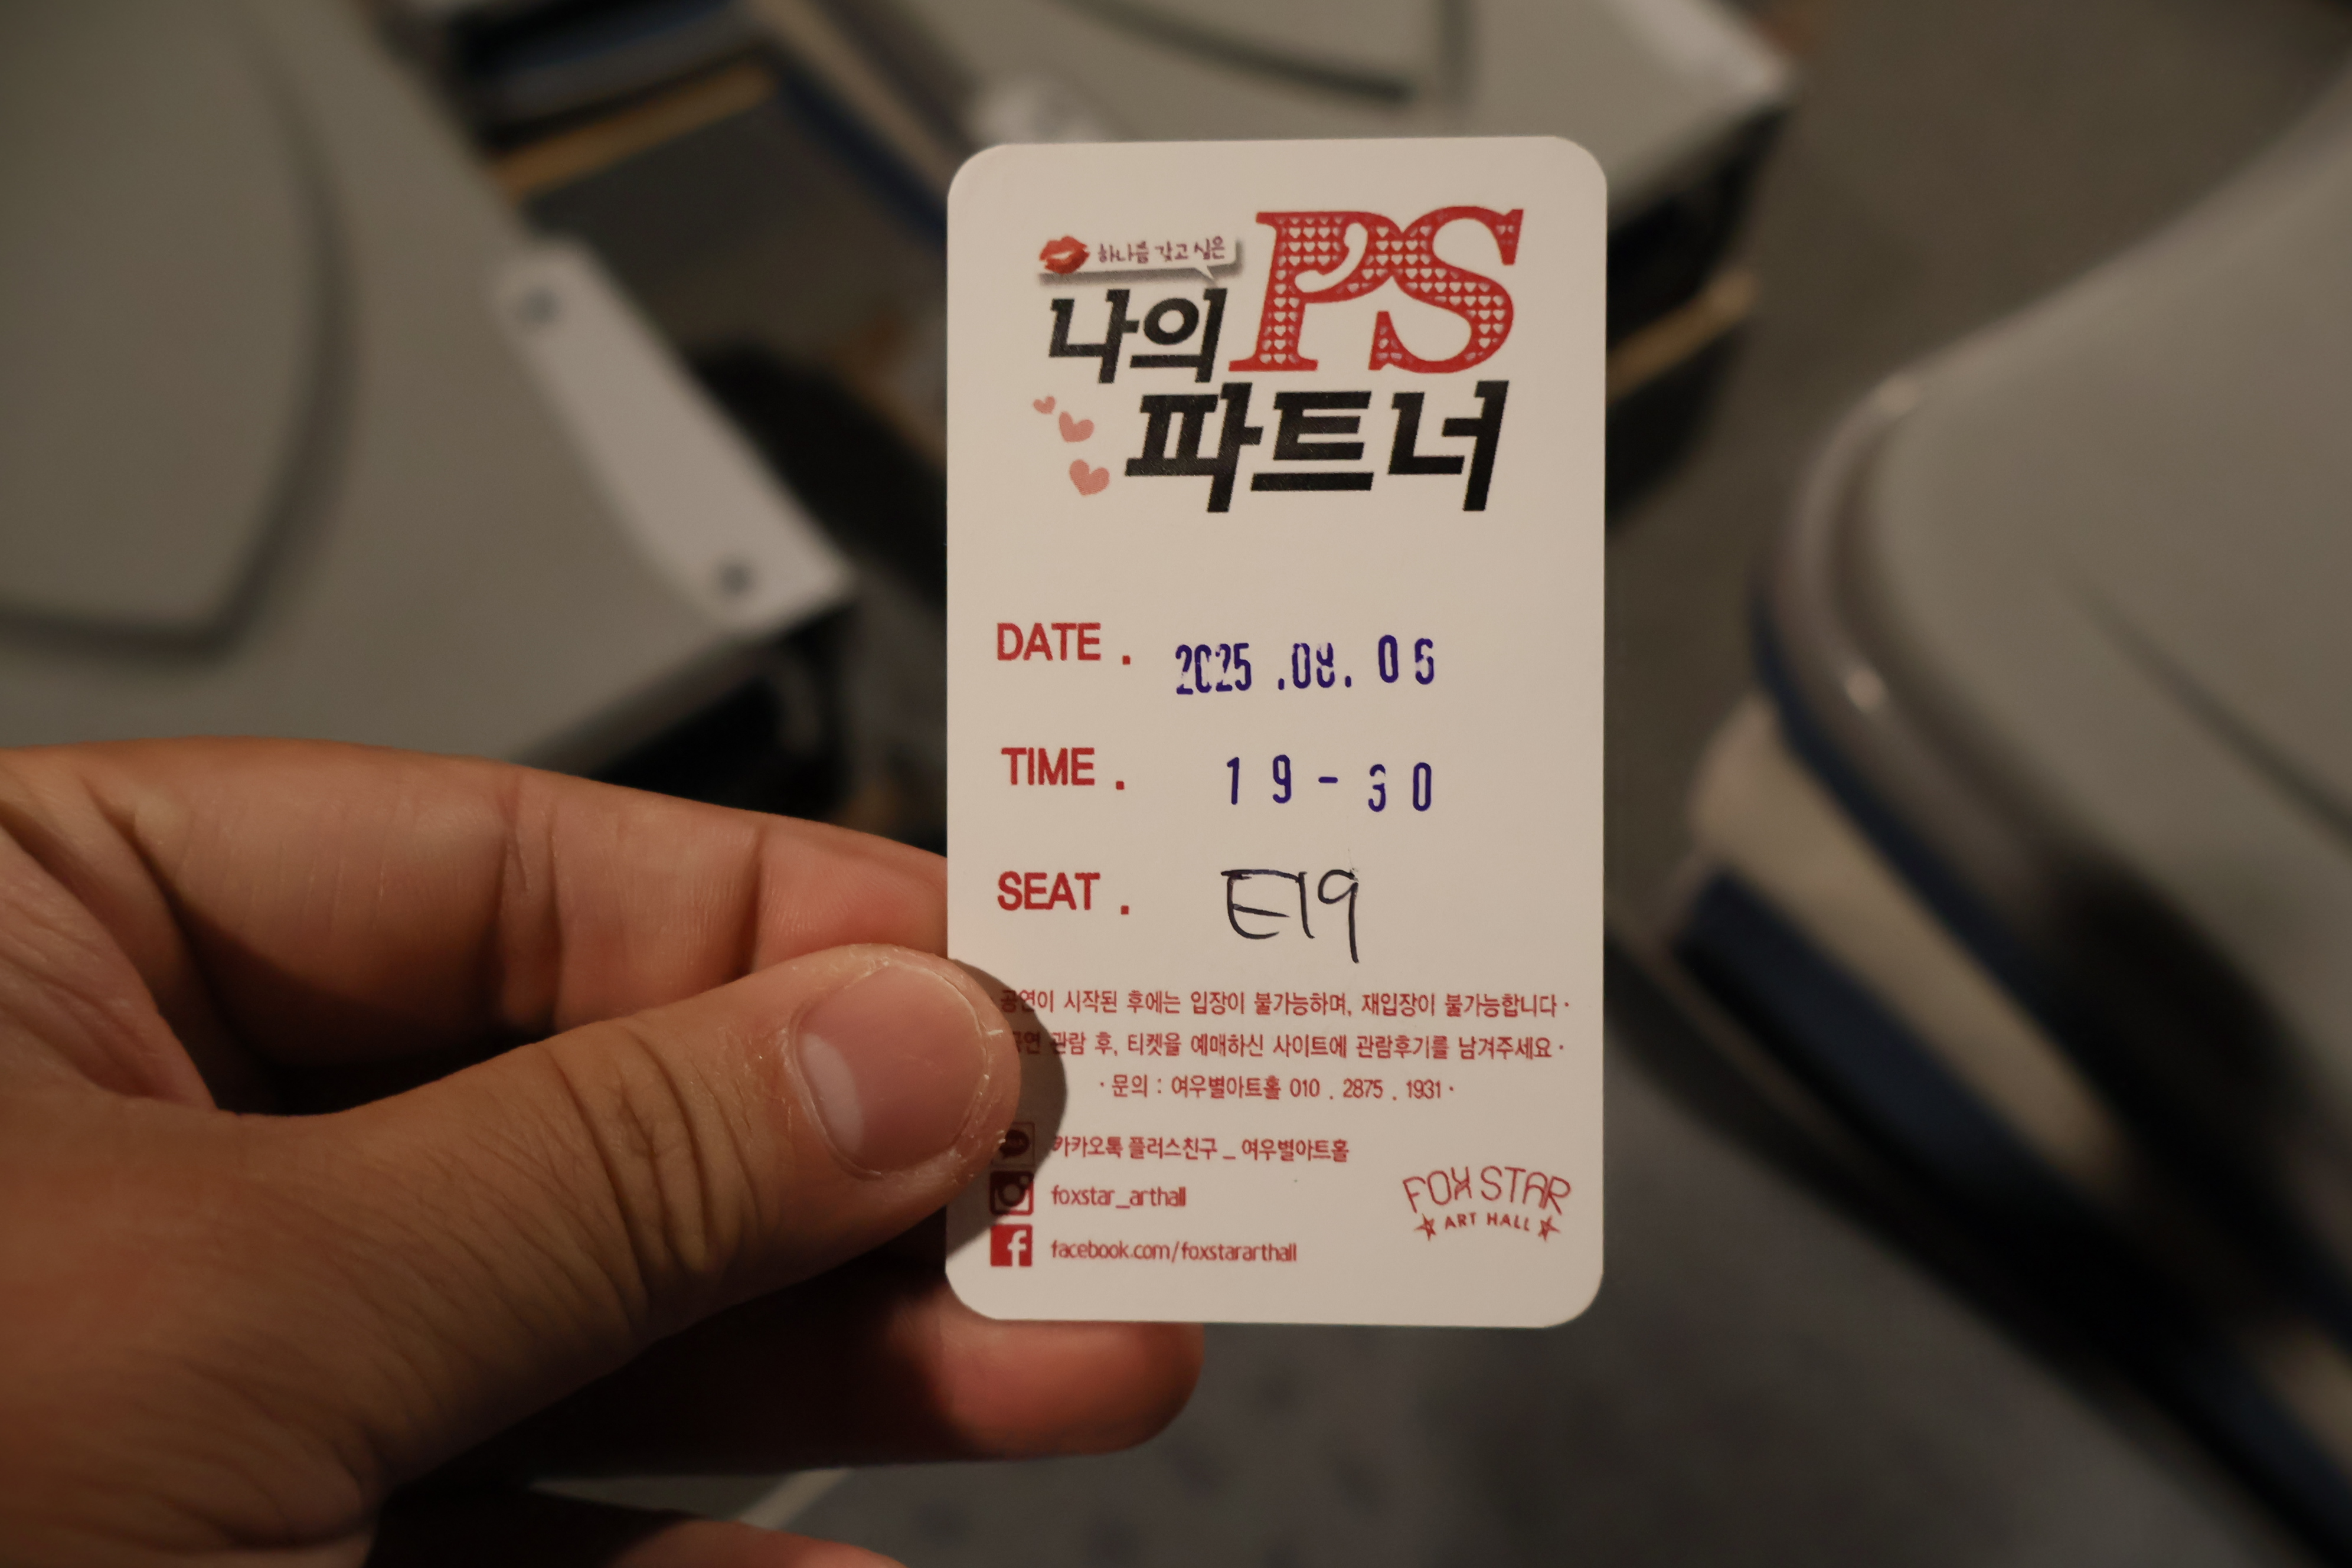 하나쯤 갖고 싶은
나의 PS
파트너
DATE . 2025 .08. 05
TIME . 19-30
SEAT . E19
공연이 시작된 후에는 입장이 불가능하며, 재입장이 불가능합니다 ·
공연 관람 후, 티켓을 예매하신 사이트에 관람후기를 남겨주세요 ·
· 문의 : 여우별아트홀 010 . 2875 . 1931 ·
카카오톡 플러스친구 _ 여우별아트홀
foxstar_arthall
facebook.com/foxstararthall
FOX STAR
ART HALL